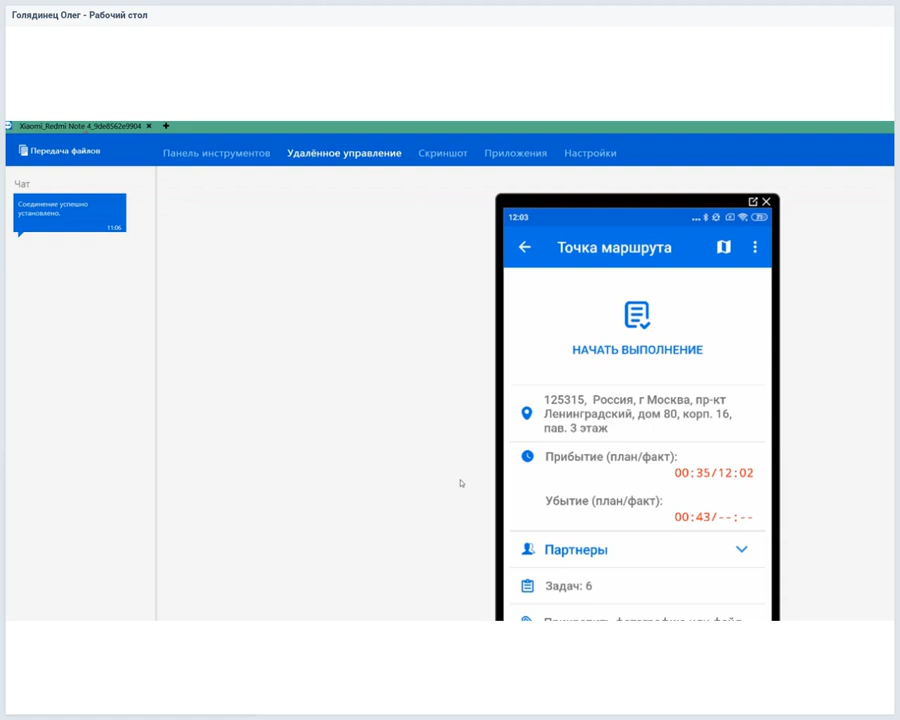 Голядинец Олег - Рабочий стол
Xiaomi_Redmi Note 4_9de8562e9904
Передача файлов
Панель инструментов
Удалённое управление
Скриншот
Приложения
Настройки
Чат
Соединение успешно
установлено.
11:06
12:03
Точка маршрута
НАЧАТЬ ВЫПОЛНЕНИЕ
125315, Россия, г Москва, пр-кт
Ленинградский, дом 80, корп. 16,
пав. 3 этаж
Прибытие (план/факт):
00:35/12:02
Убытие (план/факт):
00:43/--:--
Партнеры
Задач: 6